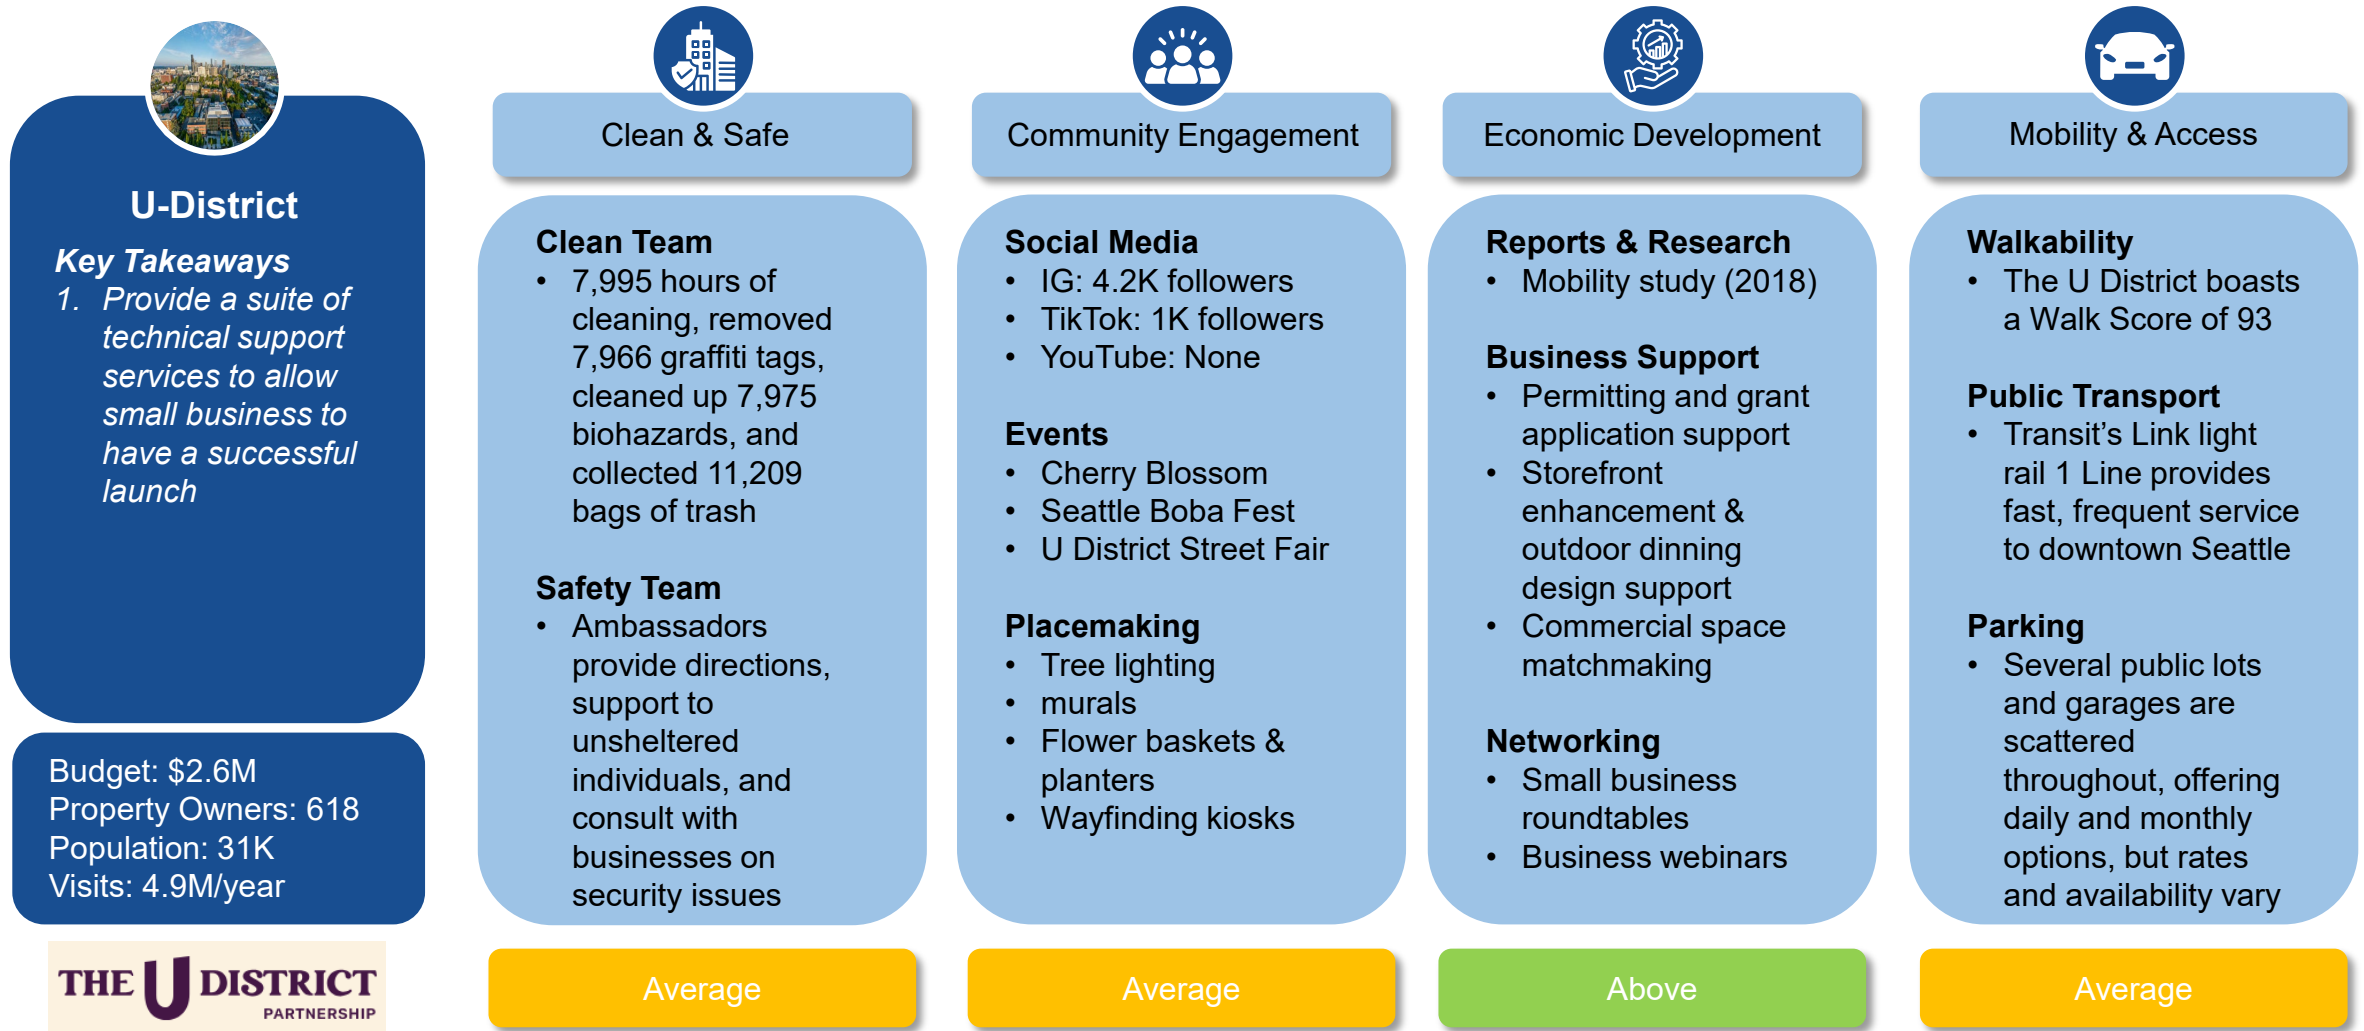 U-District
Key Takeaways
1. Provide a suite of
technical support
services to allow
small business to
have a successful
launch
Budget: $2.6M
Property Owners: 618
Population: 31K
Visits: 4.9M/year
THE U DISTRICT
PARTNERSHIP
Clean & Safe
Clean Team
• 7,995 hours of
cleaning, removed
7,966 graffiti tags,
cleaned up 7,975
biohazards, and
collected 11,209
bags of trash
Safety Team
• Ambassadors
provide directions,
support to
unsheltered
individuals, and
consult with
businesses on
security issues
Average
Community Engagement
Social Media
• IG: 4.2K followers
• TikTok: 1K followers
• YouTube: None
Events
• Cherry Blossom
• Seattle Boba Fest
• U District Street Fair
Placemaking
• Tree lighting
• murals
• Flower baskets &
planters
• Wayfinding kiosks
Average
Economic Development
Reports & Research
• Mobility study (2018)
Business Support
• Permitting and grant
application support
• Storefront
enhancement &
outdoor dinning
design support
• Commercial space
matchmaking
Networking
• Small business
roundtables
• Business webinars
Above
Mobility & Access
Walkability
• The U District boasts
a Walk Score of 93
Public Transport
• Transit’s Link light
rail 1 Line provides
fast, frequent service
to downtown Seattle
Parking
• Several public lots
and garages are
scattered
throughout, offering
daily and monthly
options, but rates
and availability vary
Average